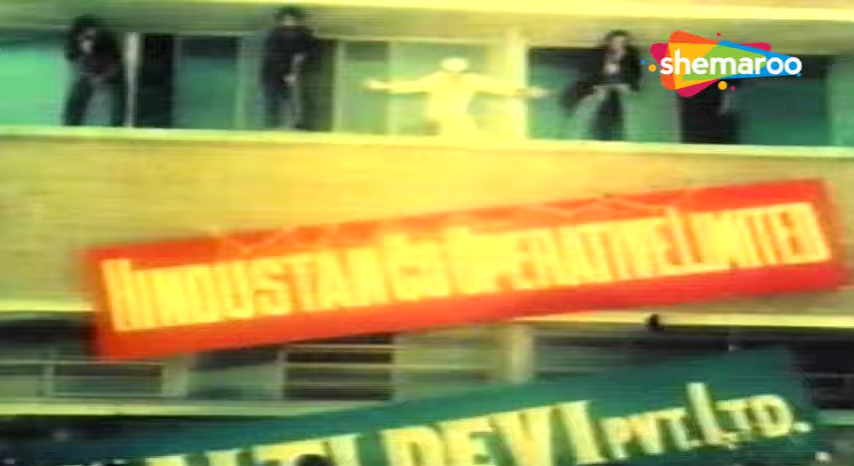 shemaroo
HINDUSTAN CO OPERATIVE LIMITED
DEVI PVT. LTD.